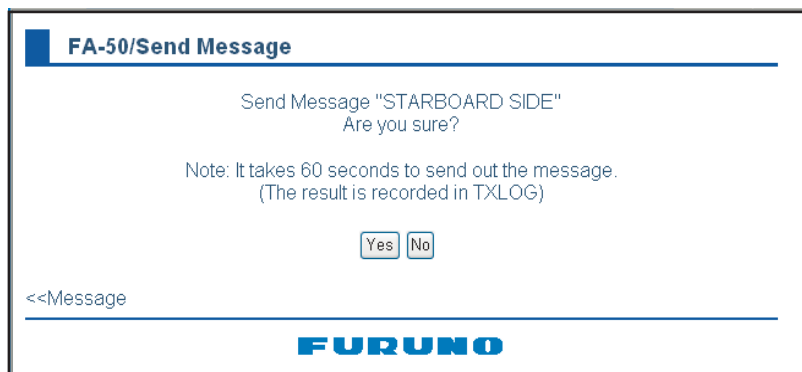 FA-50/Send Message
Send Message "STARBOARD SIDE"
Are you sure?
Note: It takes 60 seconds to send out the message.
(The result is recorded in TXLOG)
Yes No
<<Message
FURUNO